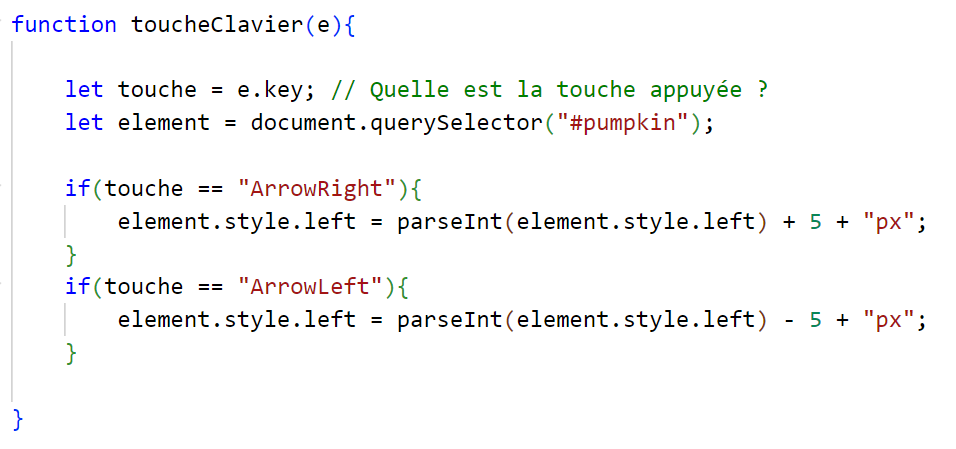 function toucheClavier(e){
let touche = e.key; // Quelle est la touche appuyée ?
let element = document.querySelector("#pumpkin");
if(touche == "ArrowRight"){
element.style.left = parseInt(element.style.left) + 5 + "px";
}
if(touche == "ArrowLeft"){
element.style.left = parseInt(element.style.left) - 5 + "px";
}
}